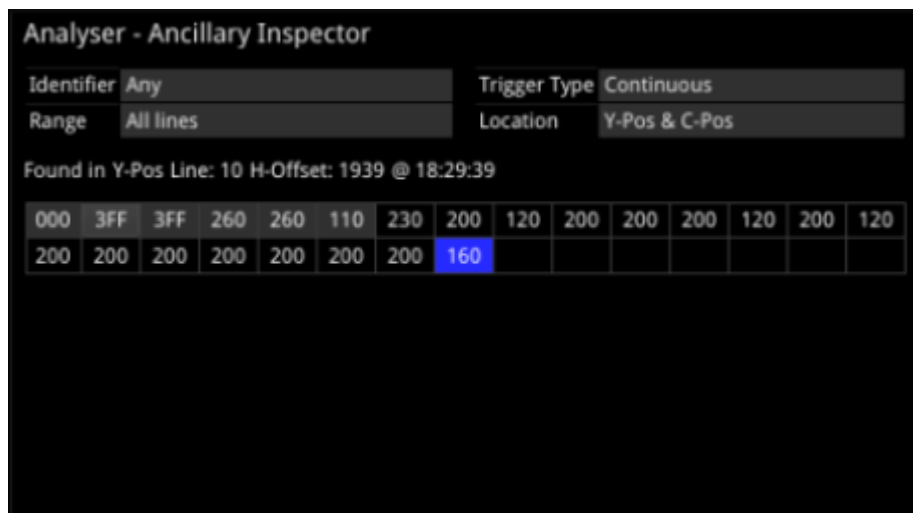 Analyser - Ancillary Inspector
Identifier Any Trigger Type Continuous
Range All lines Location Y-Pos & C-Pos
Found in Y-Pos Line: 10 H-Offset: 1939 @ 18:29:39
000 3FF 3FF 260 260 110 230 200 120 200 200 200 120 200 120
200 200 200 200 200 200 200 160